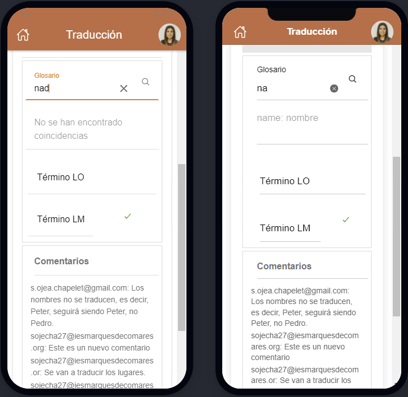 Traducción
Glosario
nad
No se han encontrado
coincidencias
Término LO
Término LM
Comentarios
s.ojea.chapelet@gmail.com: Los
nombres no se traducen, es decir,
Peter, seguirá siendo Peter, no
Pedro.
sojecha27@iesmarquesdecomares
.org: Este es un nuevo comentario
sojecha27@iesmarquesdecomares
.or: Se van a traducir los lugares.
sojecha27@iesmarquesdecomares
Traducción
Glosario
na
name: nombre
Término LO
Término LM
Comentarios
s.ojea.chapelet@gmail.com:
Los nombres no se traducen,
es decir, Peter, seguirá siendo
Peter, no Pedro.
sojecha27@iesmarquesdecom
ares.org: Este es un nuevo
comentario
sojecha27@iesmarquesdecom
ares.or: Se van a traducir los